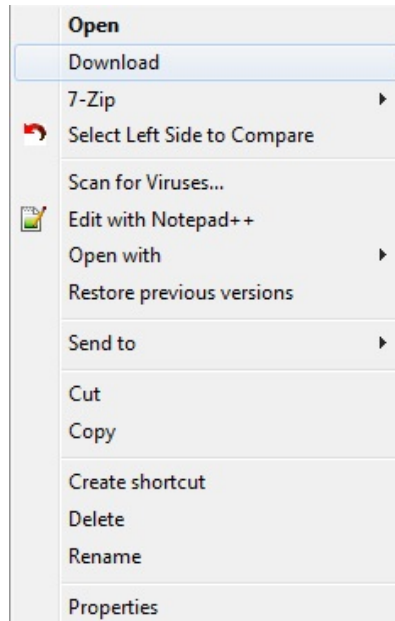 Open
Download
7-Zip
Select Left Side to Compare
Scan for Viruses...
Edit with Notepad++
Open with
Restore previous versions
Send to
Cut
Copy
Create shortcut
Delete
Rename
Properties